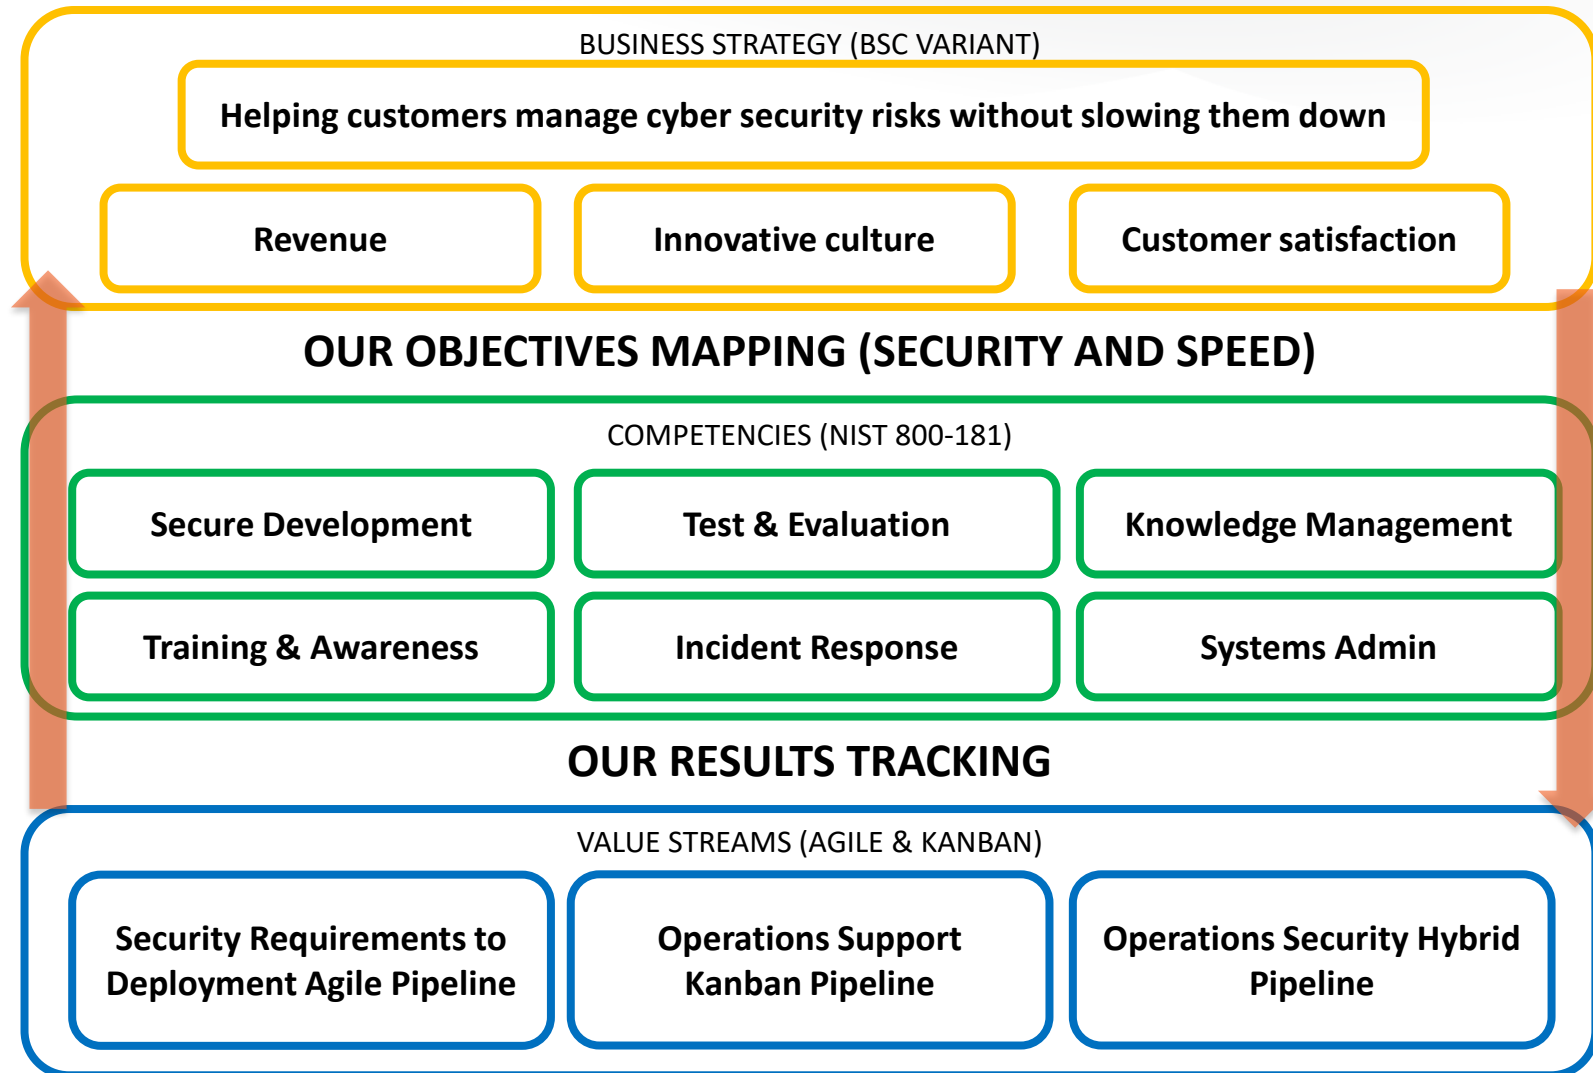 BUSINESS STRATEGY (BSC VARIANT)
Helping customers manage cyber security risks without slowing them down
Revenue
Innovative culture
Customer satisfaction
OUR OBJECTIVES MAPPING (SECURITY AND SPEED)
COMPETENCIES (NIST 800-181)
Secure Development
Test & Evaluation
Knowledge Management
Training & Awareness
Incident Response
Systems Admin
OUR RESULTS TRACKING
VALUE STREAMS (AGILE & KANBAN)
Security Requirements to
Deployment Agile Pipeline
Operations Support
Kanban Pipeline
Operations Security Hybrid
Pipeline